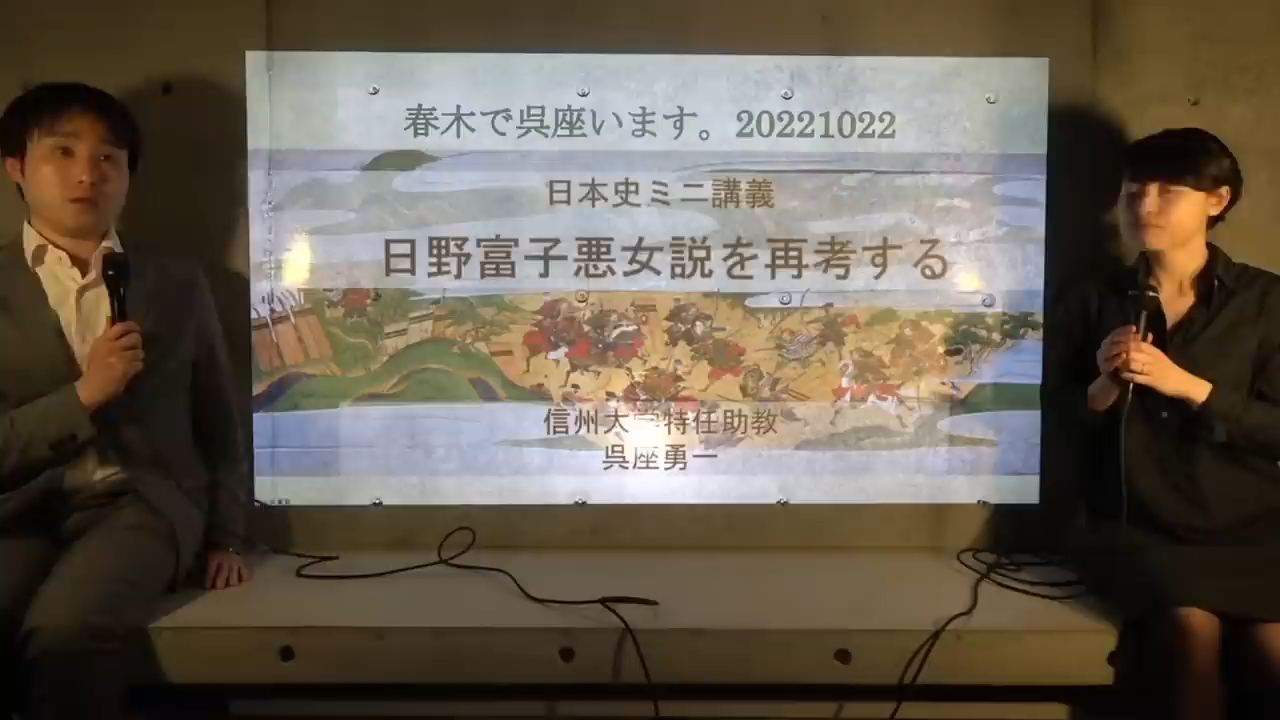 春木で呉座います。20221022
日本史ミニ講義
日野富子悪女説を再考する
信州大学特任助教
呉座勇一